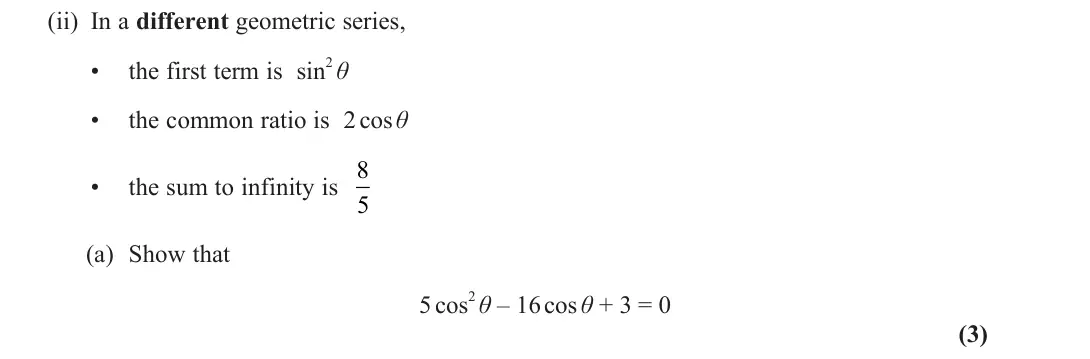 (ii) In a different geometric series,
• the first term is sin²θ
• the common ratio is 2cosθ
• the sum to infinity is 8/5
(a) Show that
5cos²θ – 16cosθ + 3 = 0
(3)